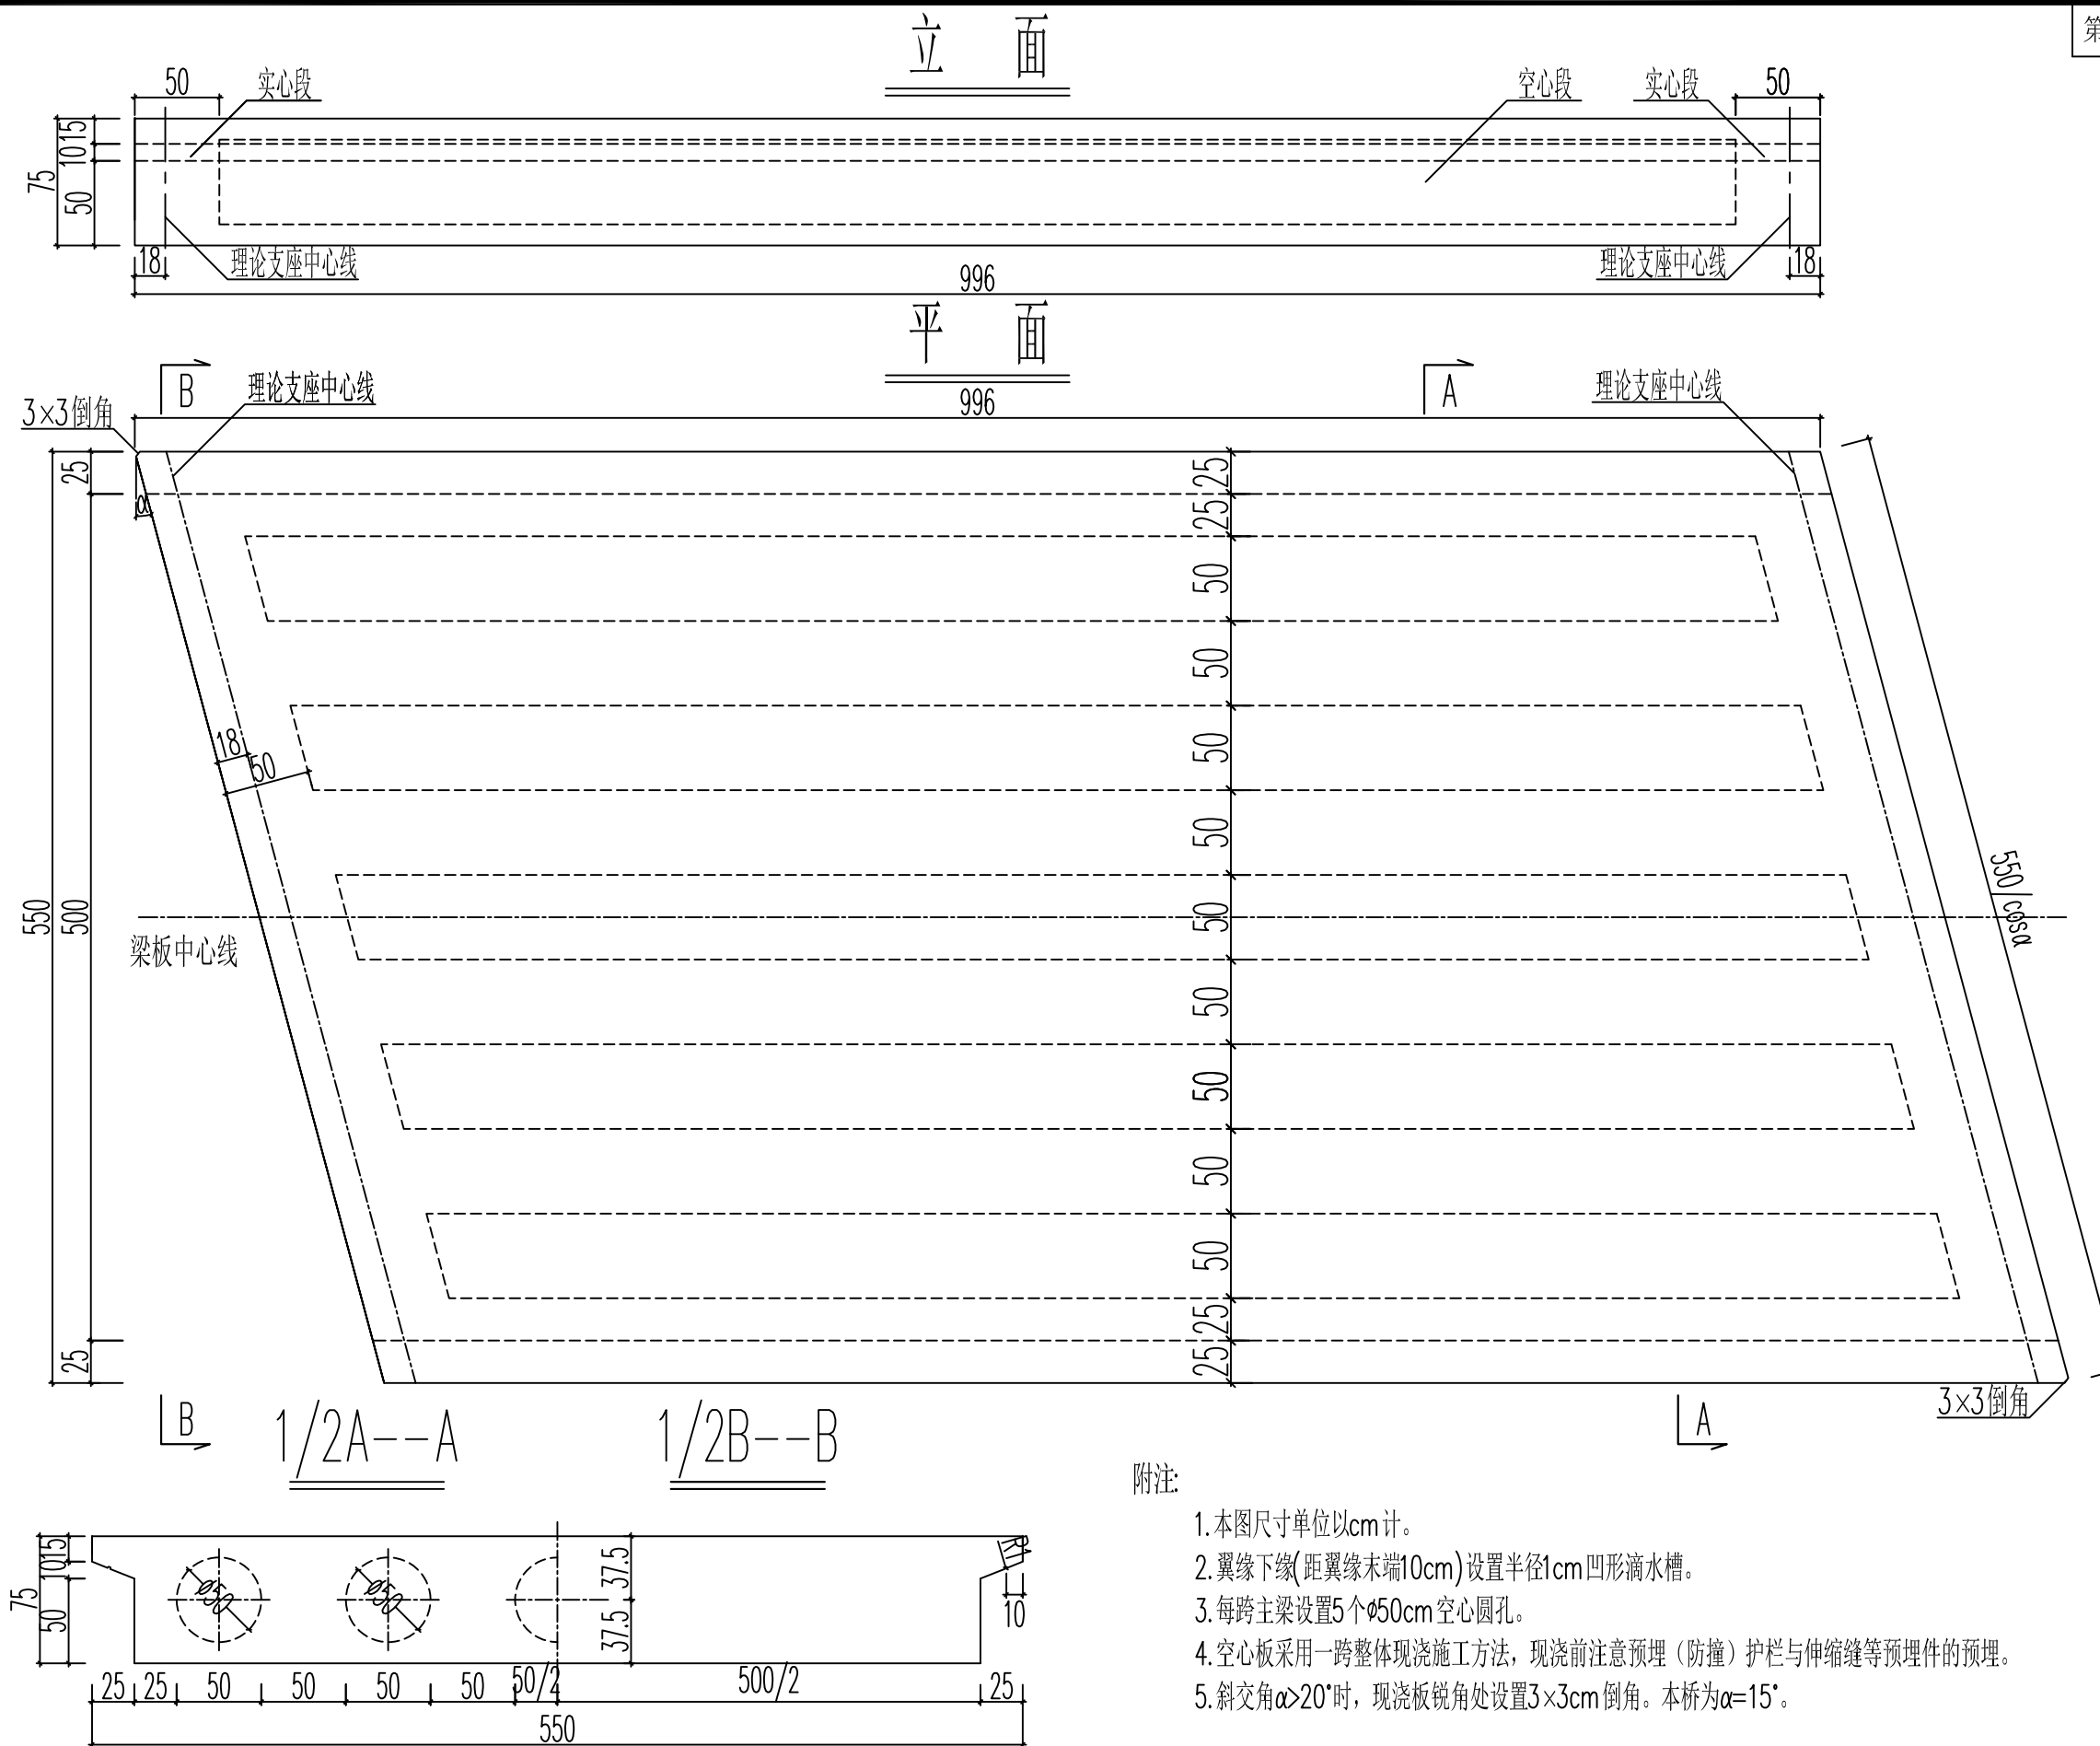 第
立 面
50 实心段 空心段 实心段 50
15
10
75
50
18 理论支座中心线 理论支座中心线 18
996
平 面
B 理论支座中心线 996 A 理论支座中心线
3×3倒角
25 25
α 25
50
50
18
50 50
50
550/cosα
550 500 50
梁板中心线
50
50
50
50
25
25 25
3×3倒角
B 1/2A--A 1/2B--B A
附注:
1.本图尺寸单位以cm计。
2.翼缘下缘(距翼缘末端10cm)设置半径1cm凹形滴水槽。
3.每跨主梁设置5个φ50cm空心圆孔。
4.空心板采用一跨整体现浇施工方法，现浇前注意预埋（防撞）护栏与伸缩缝等预埋件的预埋。
5.斜交角α>20°时，现浇板锐角处设置3×3cm倒角。本桥为α=15°。
15 37.5 R1
10
75 φ50 φ50
50 37.5 10
25 25 50 50 50 50 50/2 500/2 25
550